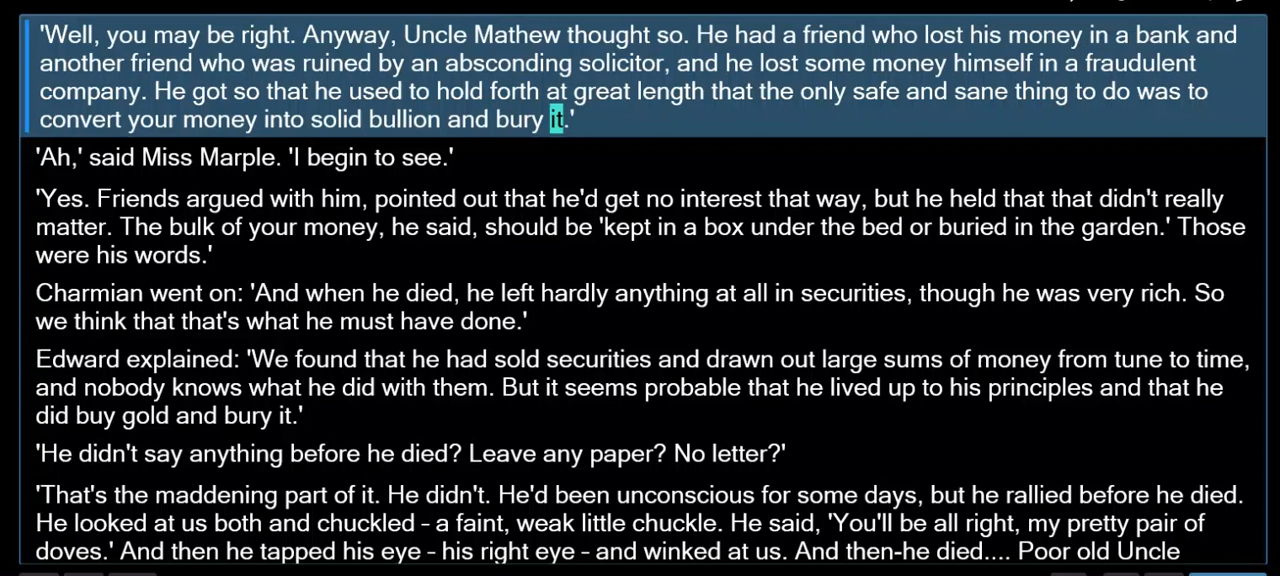 'Well, you may be right. Anyway, Uncle Mathew thought so. He had a friend who lost his money in a bank and
another friend who was ruined by an absconding solicitor, and he lost some money himself in a fraudulent
company. He got so that he used to hold forth at great length that the only safe and sane thing to do was to
convert your money into solid bullion and bury it.'
'Ah,' said Miss Marple. 'I begin to see.'
'Yes. Friends argued with him, pointed out that he'd get no interest that way, but he held that that didn't really
matter. The bulk of your money, he said, should be 'kept in a box under the bed or buried in the garden.' Those
were his words.'
Charmian went on: 'And when he died, he left hardly anything at all in securities, though he was very rich. So
we think that that's what he must have done.'
Edward explained: 'We found that he had sold securities and drawn out large sums of money from tune to time,
and nobody knows what he did with them. But it seems probable that he lived up to his principles and that he
did buy gold and bury it.'
'He didn't say anything before he died? Leave any paper? No letter?'
'That's the maddening part of it. He didn't. He'd been unconscious for some days, but he rallied before he died.
He looked at us both and chuckled – a faint, weak little chuckle. He said, 'You'll be all right, my pretty pair of
doves.' And then he tapped his eye – his right eye – and winked at us. And then-he died.... Poor old Uncle